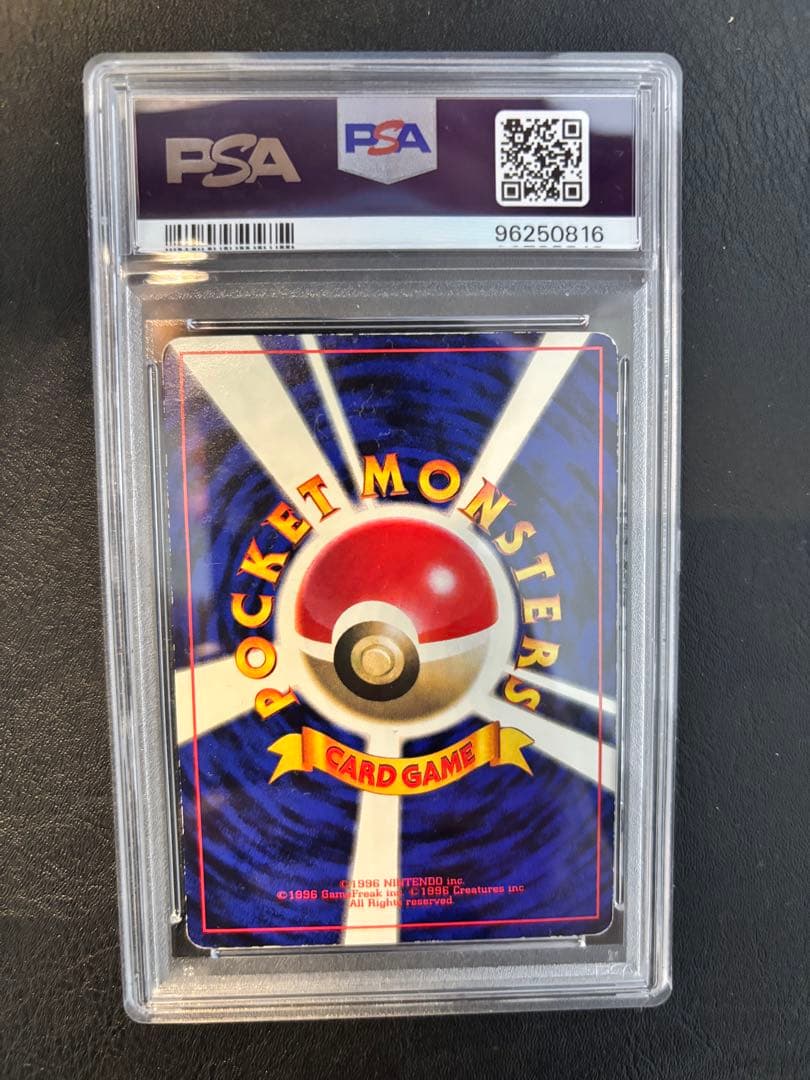 PSA
PSA
96250816
POCKET MONSTERS
CARD GAME
©1996 NINTENDO inc.
©1996 GameFreak inc. ©1996 Creatures inc
All Rights reserved